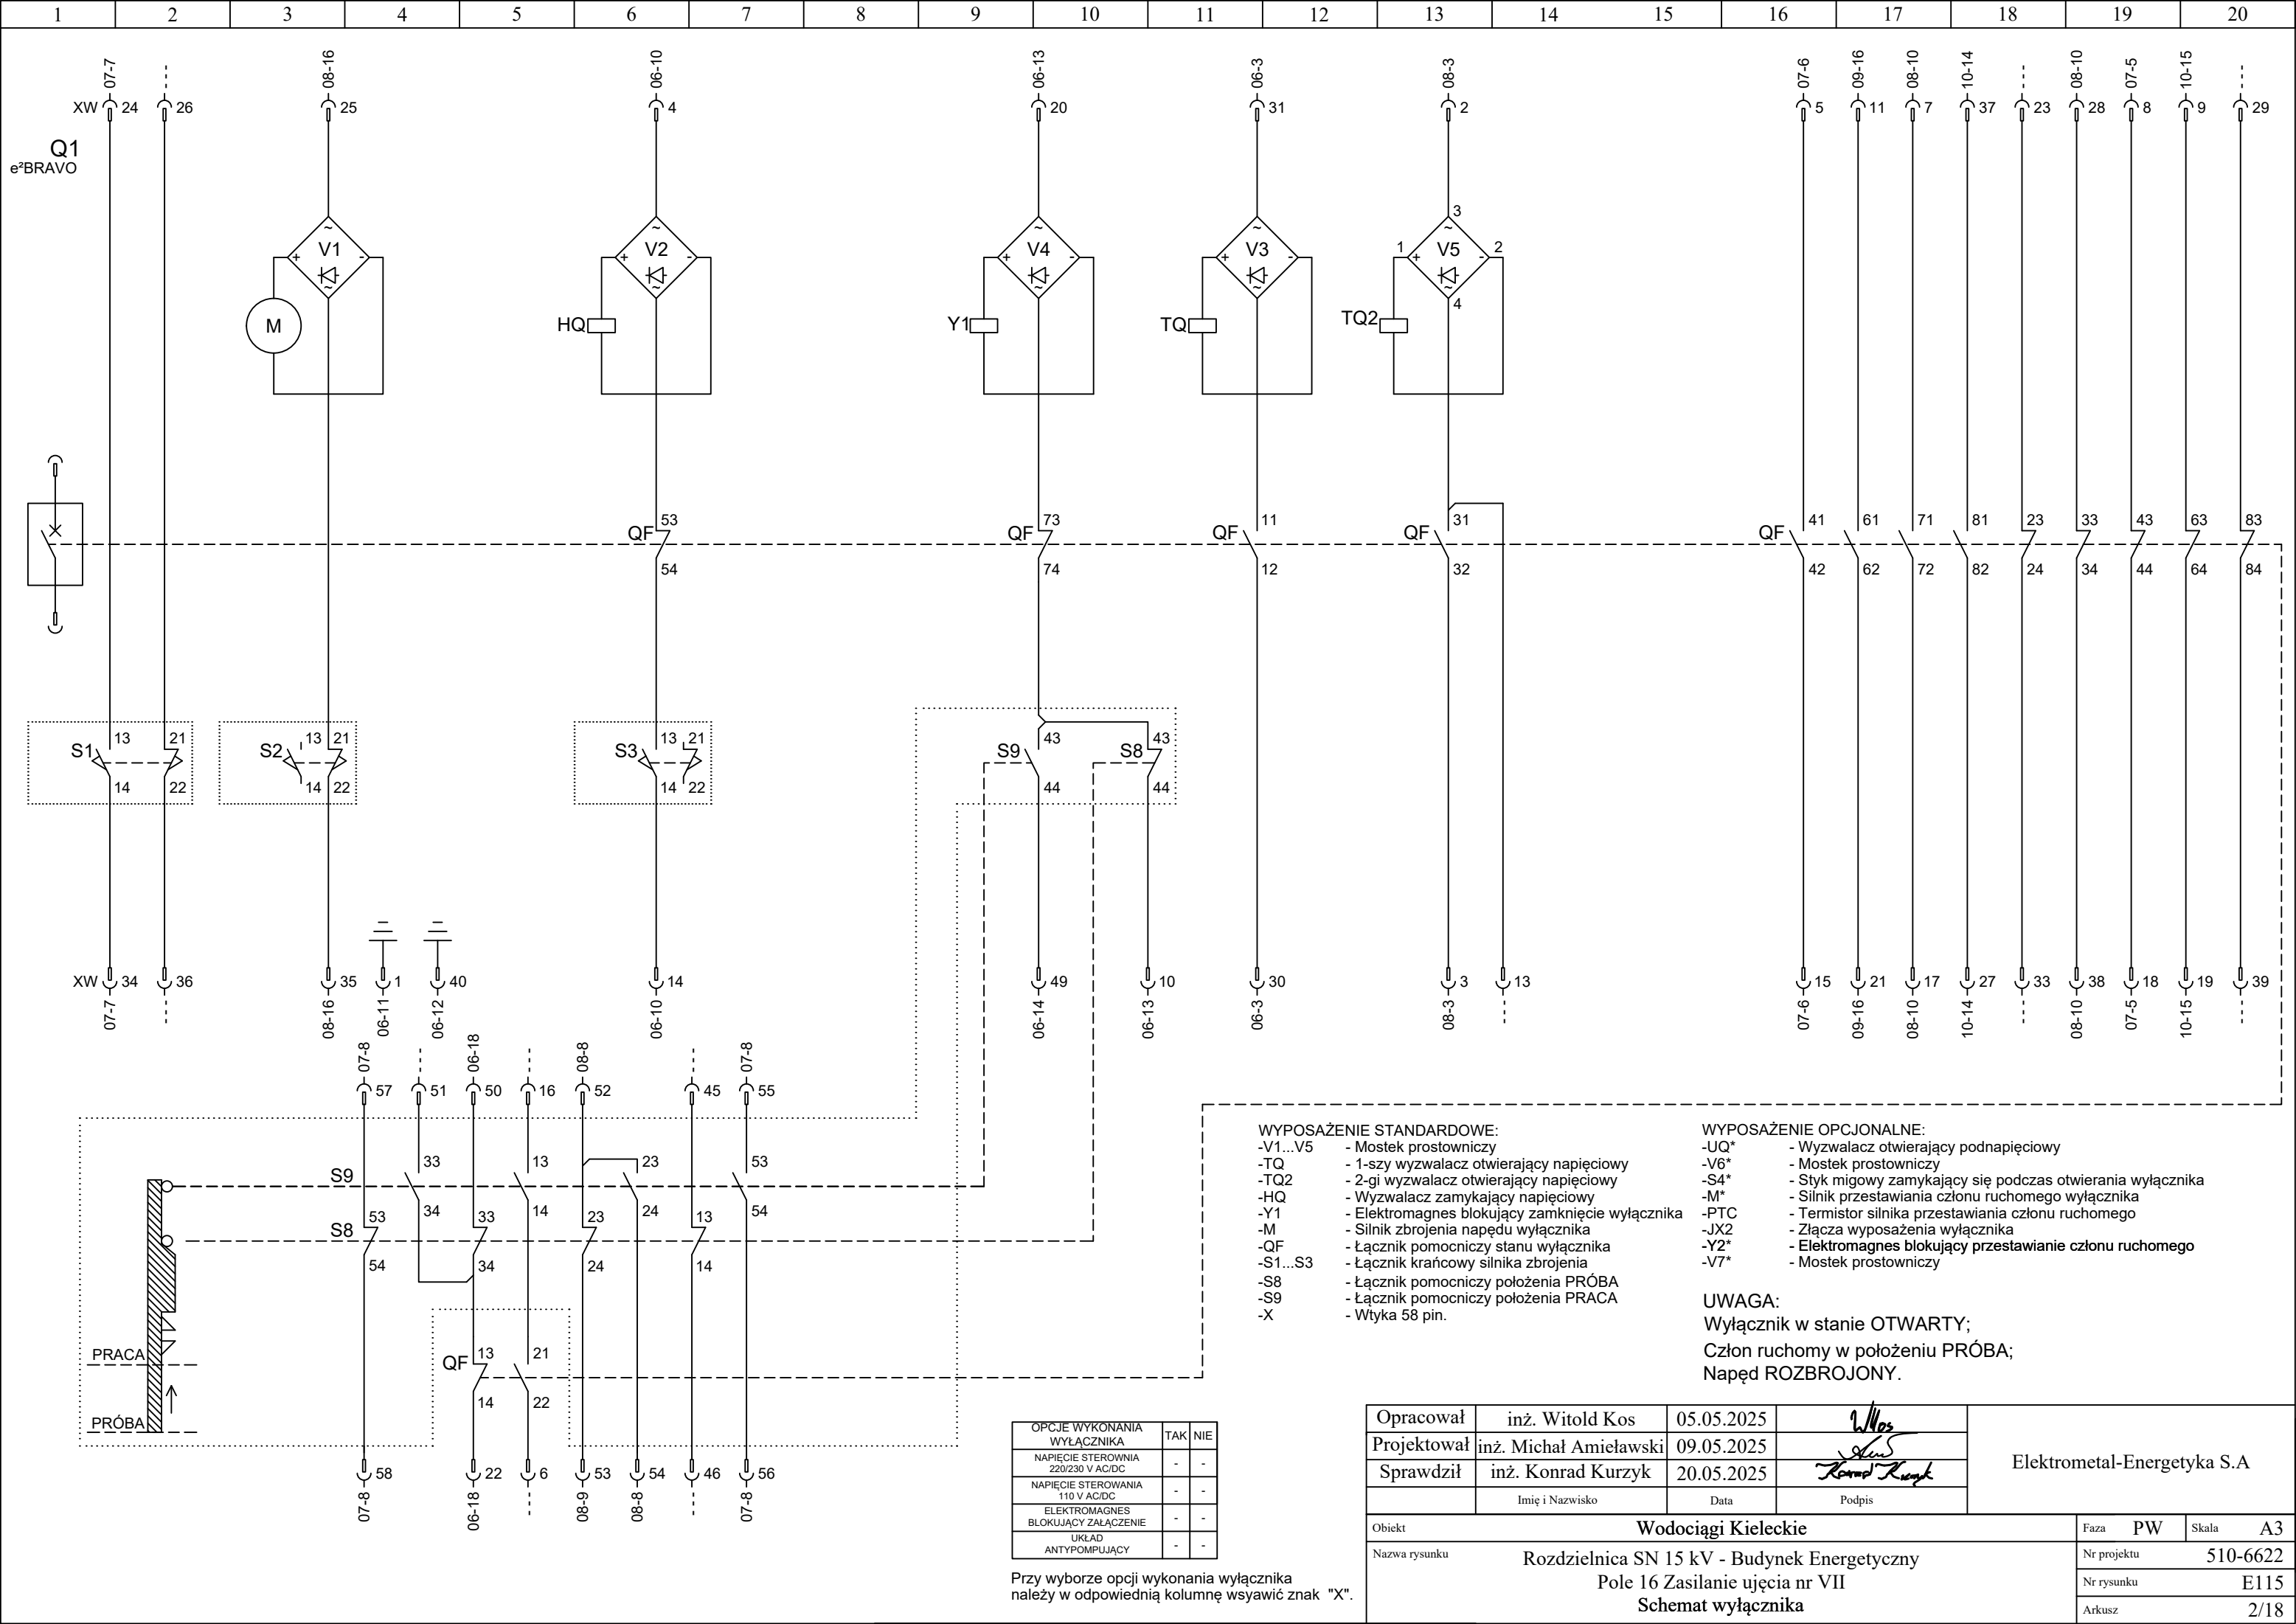 1 2 3 4 5 6 7 8 9 10 11 12 13 14 15 16 17 18 19 20
07-7 ---- 08-16 06-10 06-13 06-3 08-3 07-6 09-16 08-10 10-14 ---- 08-10 07-5 10-15 ----
XW 24 26 25 4 20 31 2 5 11 7 37 23 28 8 9 29
Q1
e²BRAVO
3
~ ~ ~ ~ ~
+ V1 - + V2 - + V4 - + V3 - 1 + V5 - 2
~ ~ ~ ~ ~
4
M HQ Y1 TQ TQ2
53 73 11 31 41 61 71 81 23 33 43 63 83
QF QF QF QF QF
54 74 12 32 42 62 72 82 24 34 44 64 84
13 21 13 21 13 21 43 43
S1 S2 S3 S9 S8
14 22 14 22 14 22 44 44
XW 34 36 35 1 40 14 49 10 30 3 13 15 21 17 27 33 38 18 19 39
07-7 ---- 08-16 06-11 06-12 06-10 06-14 06-13 06-3 08-3 ---- 07-6 09-16 08-10 10-14 ---- 08-10 07-5 10-15 ----
07-8 ---- 06-18 ---- 08-8 ---- 07-8
57 51 50 16 52 45 55
33 13 23 53
S9
34 14 24 54
53 33 23 13
S8
54 34 24 14
PRACA
13 21
QF
14 22
PRÓBA
58 22 6 53 54 46 56
07-8 06-18 ---- 08-9 08-8 ---- 07-8
WYPOSAŻENIE STANDARDOWE:
-V1...V5 - Mostek prostowniczy
-TQ - 1-szy wyzwalacz otwierający napięciowy
-TQ2 - 2-gi wyzwalacz otwierający napięciowy
-HQ - Wyzwalacz zamykający napięciowy
-Y1 - Elektromagnes blokujący zamknięcie wyłącznika
-M - Silnik zbrojenia napędu wyłącznika
-QF - Łącznik pomocniczy stanu wyłącznika
-S1...S3 - Łącznik krańcowy silnika zbrojenia
-S8 - Łącznik pomocniczy położenia PRÓBA
-S9 - Łącznik pomocniczy położenia PRACA
-X - Wtyka 58 pin.
WYPOSAŻENIE OPCJONALNE:
-UQ* - Wyzwalacz otwierający podnapięciowy
-V6* - Mostek prostowniczy
-S4* - Styk migowy zamykający się podczas otwierania wyłącznika
-M* - Silnik przestawiania członu ruchomego wyłącznika
-PTC - Termistor silnika przestawiania członu ruchomego
-JX2 - Złącza wyposażenia wyłącznika
-Y2* - Elektromagnes blokujący przestawianie członu ruchomego
-V7* - Mostek prostowniczy
UWAGA:
Wyłącznik w stanie OTWARTY;
Człon ruchomy w położeniu PRÓBA;
Napęd ROZBROJONY.
OPCJE WYKONANIA
WYŁĄCZNIKA TAK NIE
NAPIĘCIE STEROWNIA
220/230 V AC/DC - -
NAPIĘCIE STEROWANIA
110 V AC/DC - -
ELEKTROMAGNES
BLOKUJĄCY ZAŁĄCZENIE - -
UKŁAD
ANTYPOMPUJĄCY - -
Przy wyborze opcji wykonania wyłącznika
należy w odpowiednią kolumnę wsyawić znak "X".
Opracował inż. Witold Kos 05.05.2025
Projektował inż. Michał Amieławski 09.05.2025
Sprawdził inż. Konrad Kurzyk 20.05.2025 Konrad Kurzyk
Imię i Nazwisko Data Podpis
Elektrometal-Energetyka S.A
Obiekt Wodociągi Kieleckie Faza PW Skala A3
Nazwa rysunku Rozdzielnica SN 15 kV - Budynek Energetyczny
Pole 16 Zasilanie ujęcia nr VII
Schemat wyłącznika
Nr projektu 510-6622
Nr rysunku E115
Arkusz 2/18